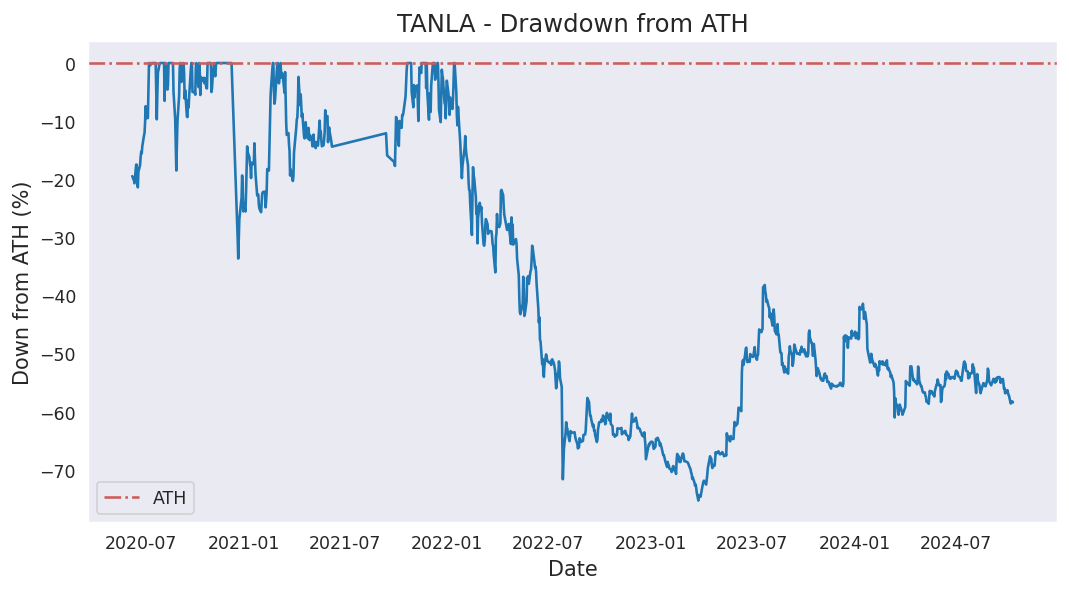 TANLA - Drawdown from ATH
Down from ATH (%)
0
−10
−20
−30
−40
−50
−60
−70
ATH
2020-07 2021-01 2021-07 2022-01 2022-07 2023-01 2023-07 2024-01 2024-07
Date